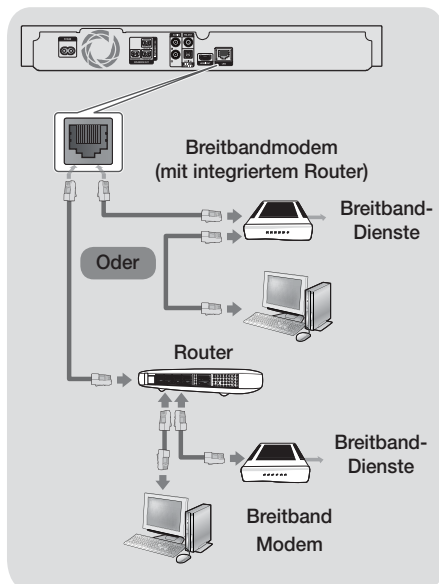 Breitbandmodem
(mit integriertem Router)
Breitband-
Dienste
Oder
Router
Breitband-
Dienste
Breitband
Modem